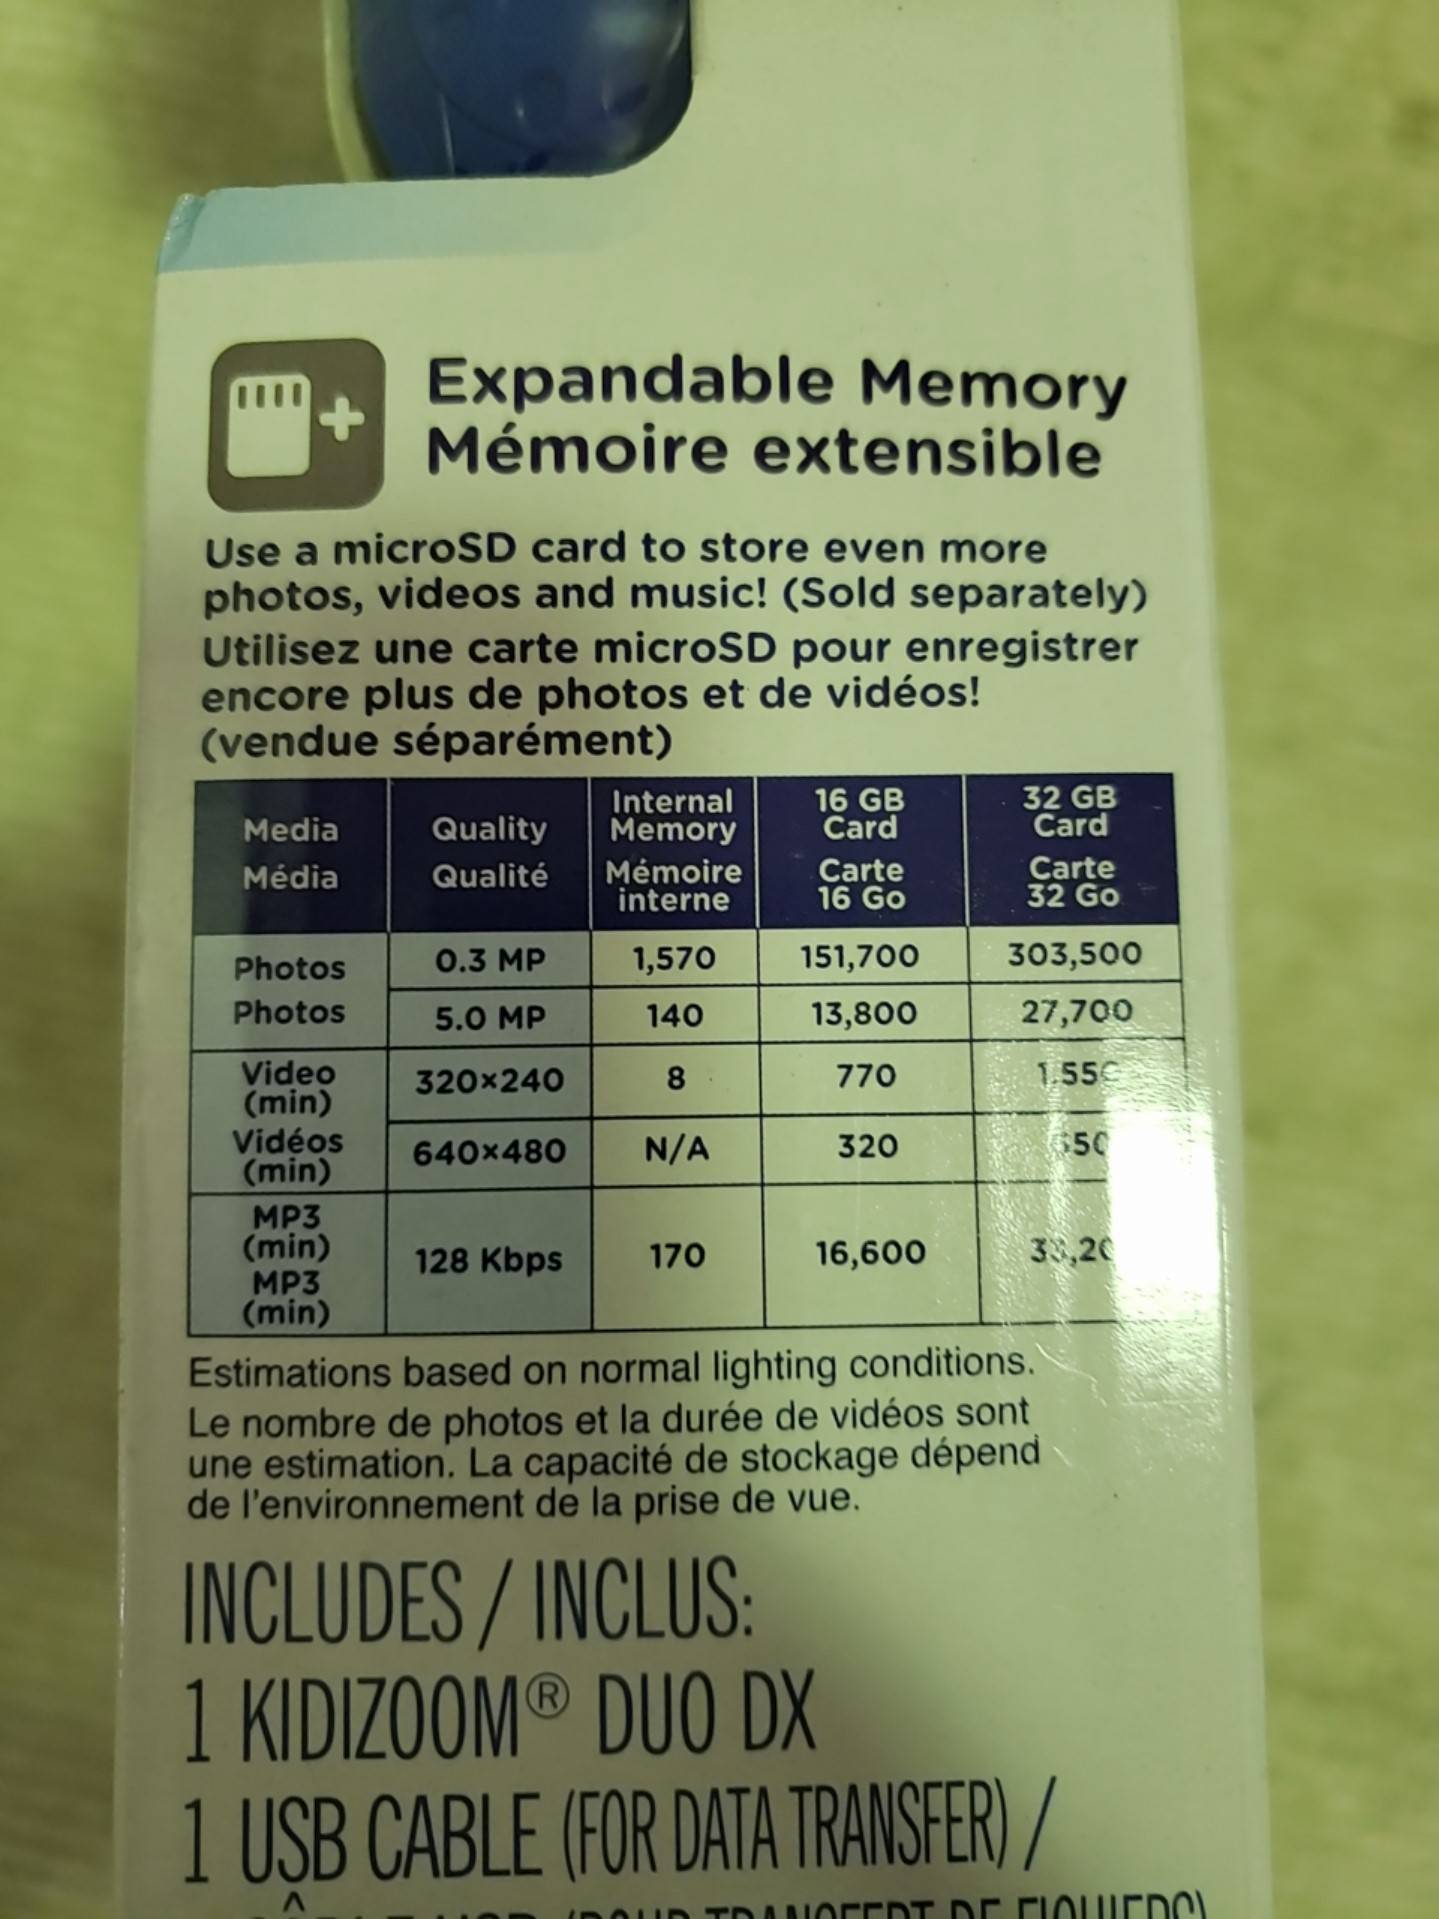 Expandable Memory
Mémoire extensible
Use a microSD card to store even more
photos, videos and music! (Sold separately)
Utilisez une carte microSD pour enregistrer
encore plus de photos et de vidéos!
(vendue séparément)
Media Quality Internal Memory 16 GB Card 32 GB Card
Média Qualité Mémoire interne Carte 16 Go Carte 32 Go
Photos 0.3 MP 1,570 151,700 303,500
Photos 5.0 MP 140 13,800 27,700
Video (min) 320×240 8 770
Vidéos (min) 640×480 N/A 320
MP3
(min) 128 Kbps 170 16,600
MP3
(min)
Estimations based on normal lighting conditions.
Le nombre de photos et la durée de vidéos sont
une estimation. La capacité de stockage dépend
de l'environnement de la prise de vue.
INCLUDES / INCLUS:
1 KIDIZOOM® DUO DX
1 USB CABLE (FOR DATA TRANSFER) /